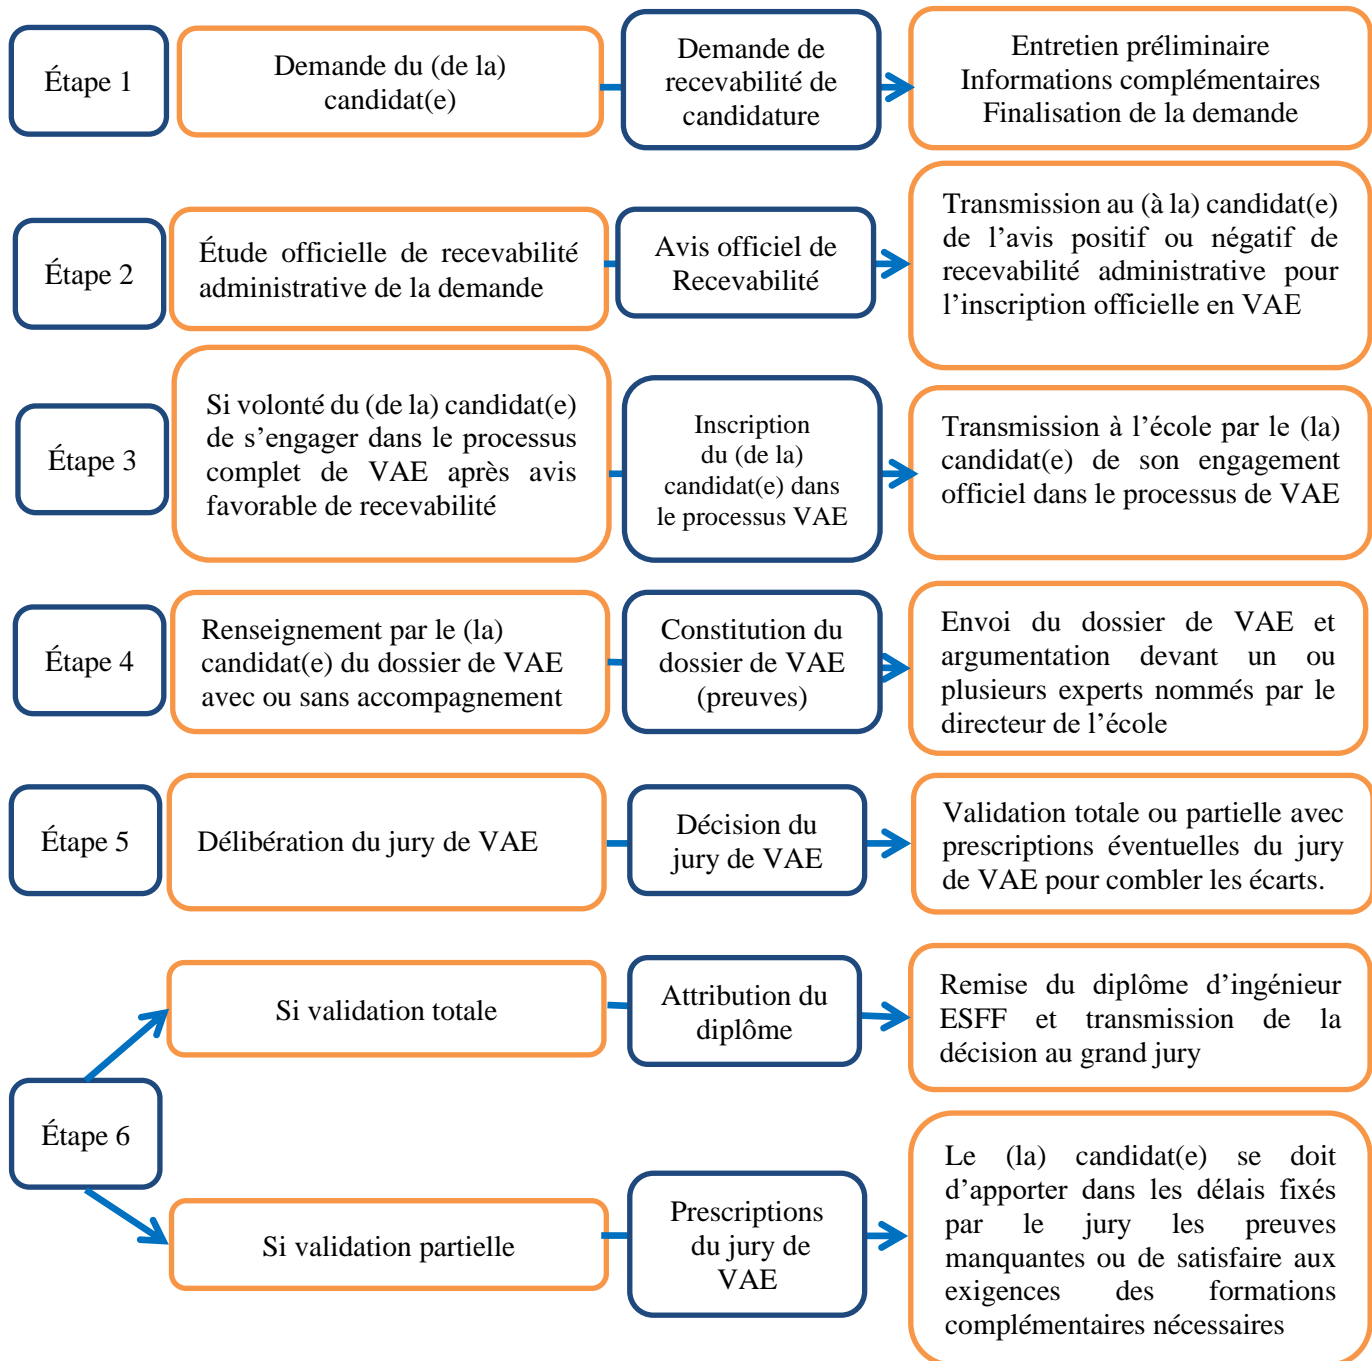 Étape 1
Demande du (de la)
candidat(e)
Demande de
recevabilité de
candidature
Entretien préliminaire
Informations complémentaires
Finalisation de la demande
Étape 2
Étude officielle de recevabilité
administrative de la demande
Avis officiel de
Recevabilité
Transmission au (à la) candidat(e)
de l’avis positif ou négatif de
recevabilité administrative pour
l’inscription officielle en VAE
Étape 3
Si volonté du (de la) candidat(e)
de s’engager dans le processus
complet de VAE après avis
favorable de recevabilité
Inscription
du (de la)
candidat(e) dans
le processus VAE
Transmission à l’école par le (la)
candidat(e) de son engagement
officiel dans le processus de VAE
Étape 4
Renseignement par le (la)
candidat(e) du dossier de VAE
avec ou sans accompagnement
Constitution du
dossier de VAE
(preuves)
Envoi du dossier de VAE et
argumentation devant un ou
plusieurs experts nommés par le
directeur de l’école
Étape 5
Délibération du jury de VAE
Décision du
jury de VAE
Validation totale ou partielle avec
prescriptions éventuelles du jury
de VAE pour combler les écarts.
Étape 6
Si validation totale
Attribution du
diplôme
Remise du diplôme d’ingénieur
ESFF et transmission de la
décision au grand jury
Si validation partielle
Prescriptions
du jury de
VAE
Le (la) candidat(e) se doit
d’apporter dans les délais fixés
par le jury les preuves
manquantes ou de satisfaire aux
exigences des formations
complémentaires nécessaires